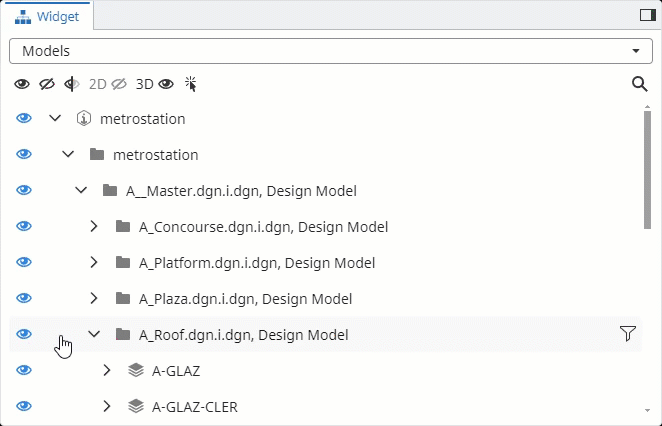 Widget
Models
2D 3D
metrostation
metrostation
A__Master.dgn.i.dgn, Design Model
A_Concourse.dgn.i.dgn, Design Model
A_Platform.dgn.i.dgn, Design Model
A_Plaza.dgn.i.dgn, Design Model
A_Roof.dgn.i.dgn, Design Model
A-GLAZ
A-GLAZ-CLER